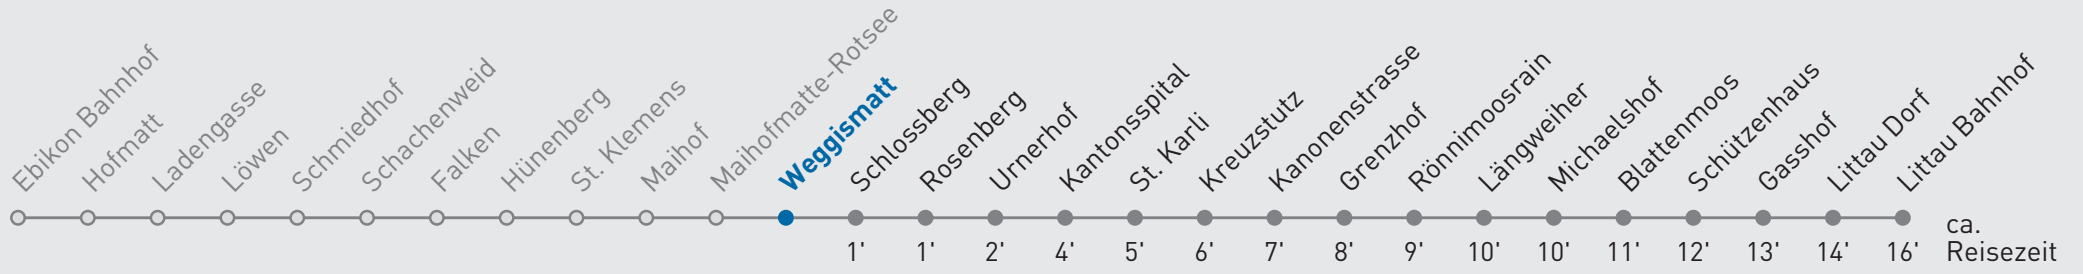 Ebikon Bahnhof
Hofmatt
Ladengasse
Löwen
Schmiedhof
Schachenweid
Falken
Hünenberg
St. Klemens
Maihof
Maihofmatte-Rotsee
Weggismatt
Schlossberg
Rosenberg
Urnerhof
Kantonsspital
St. Karli
Kreuzstutz
Kanonenstrasse
Grenzhof
Rönnimoosrain
Längweiher
Michaelshof
Blattenmoos
Schützenhaus
Gasshof
Littau Dorf
Littau Bahnhof
1' 1' 2' 4' 5' 6' 7' 8' 9' 10' 10' 11' 12' 13' 14' 16'
ca.
Reisezeit